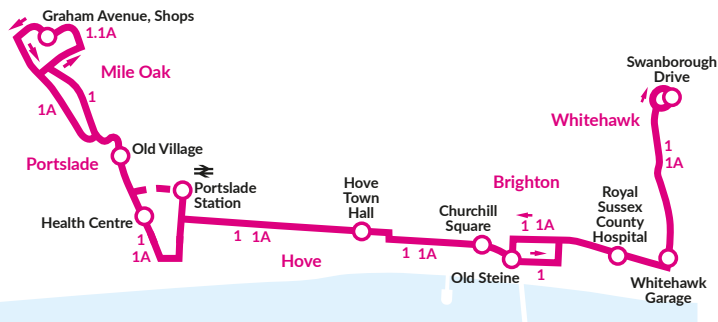 Graham Avenue, Shops
1.1A
Mile Oak
1
1A
Old Village
Portslade
Portslade
Station
Health Centre
1
1A
1 1A
Hove
Hove
Town
Hall
1 1A
Churchill
Square
Old Steine
Brighton
1 1A
1
Royal
Sussex
County
Hospital
Whitehawk
Garage
1
1A
Whitehawk
Swanborough
Drive